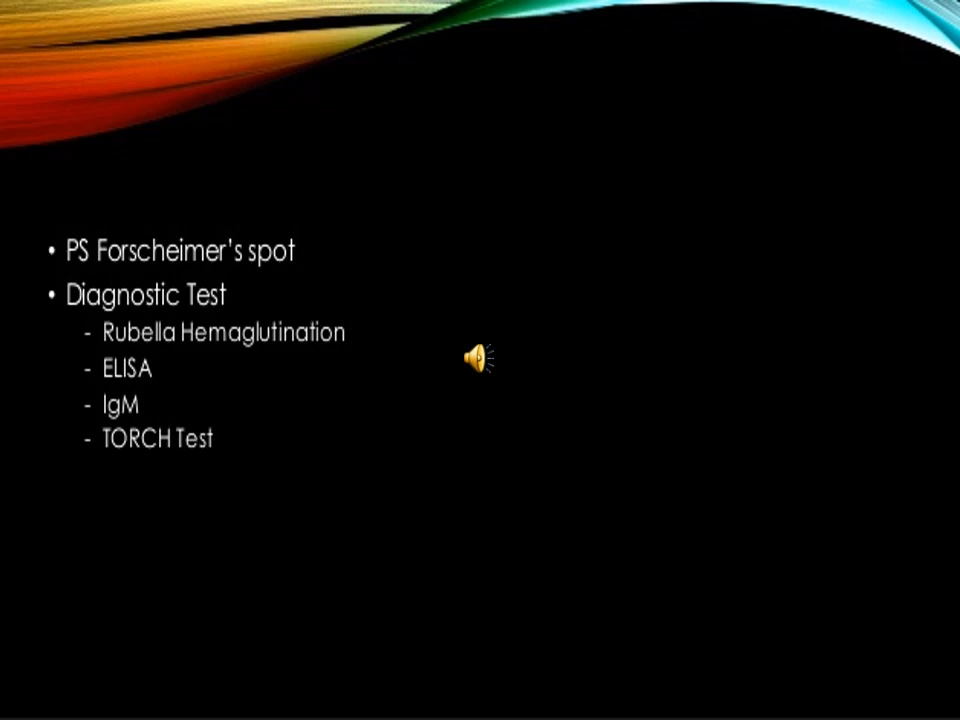 • PS Forscheimer's spot
• Diagnostic Test
- Rubella Hemaglutination
- ELISA
- IgM
- TORCH Test